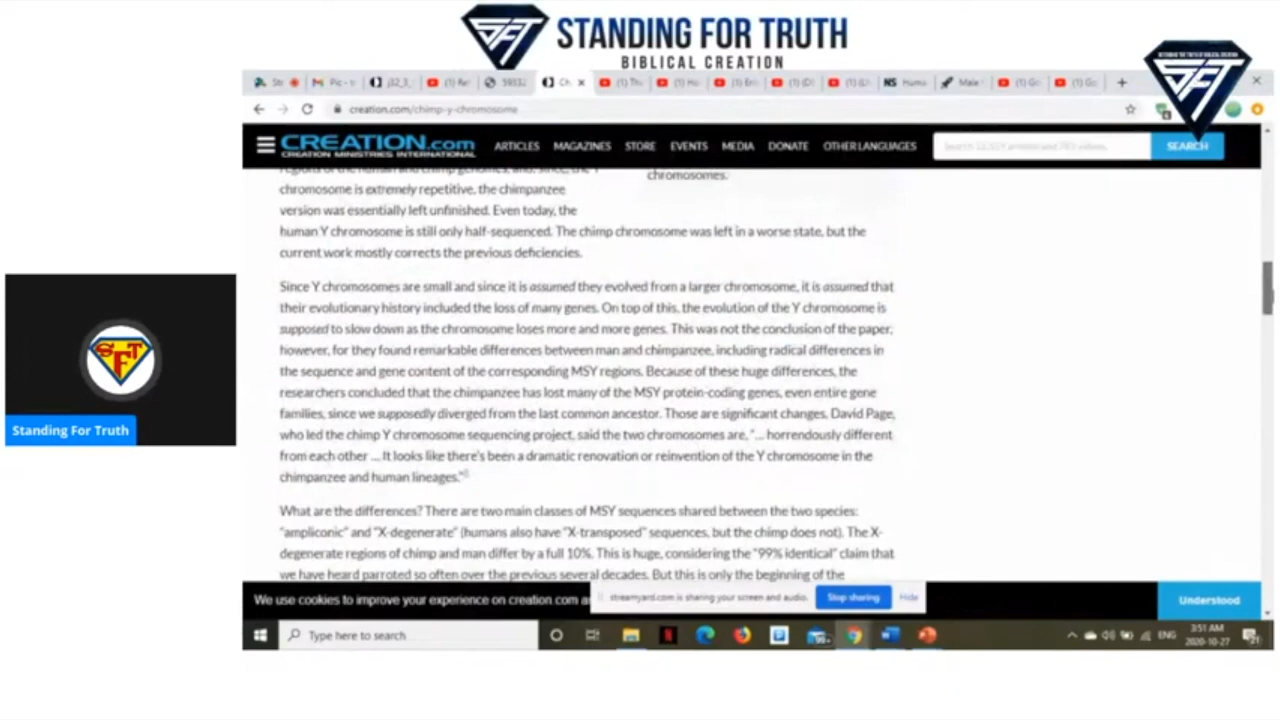 STANDING FOR TRUTH
BIBLICAL CREATION
SFT
SFT
59332
creation.com/chimp-y-chromosome
CREATION.com
CREATION MINISTRIES INTERNATIONAL
ARTICLES MAGAZINES STORE EVENTS MEDIA DONATE OTHER LANGUAGES
SEARCH
chromosomes.
regions of the human and chimp genomes, and, since, the Y
chromosome is extremely repetitive, the chimpanzee
version was essentially left unfinished. Even today, the
human Y chromosome is still only half-sequenced. The chimp chromosome was left in a worse state, but the
current work mostly corrects the previous deficiencies.
Since Y chromosomes are small and since it is assumed they evolved from a larger chromosome, it is assumed that
their evolutionary history included the loss of many genes. On top of this, the evolution of the Y chromosome is
supposed to slow down as the chromosome loses more and more genes. This was not the conclusion of the paper,
however, for they found remarkable differences between man and chimpanzee, including radical differences in
the sequence and gene content of the corresponding MSY regions. Because of these huge differences, the
researchers concluded that the chimpanzee has lost many of the MSY protein-coding genes, even entire gene
families, since we supposedly diverged from the last common ancestor. Those are significant changes. David Page,
who led the chimp Y chromosome sequencing project, said the two chromosomes are, “… horrendously different
from each other … It looks like there's been a dramatic renovation or reinvention of the Y chromosome in the
chimpanzee and human lineages.”
What are the differences? There are two main classes of MSY sequences shared between the two species:
“ampliconic” and “X-degenerate” (humans also have “X-transposed” sequences, but the chimp does not). The X-
degenerate regions of chimp and man differ by a full 10%. This is huge, considering the “99% identical” claim that
we have heard parroted so often over the previous several decades. But this is only the beginning of the
We use cookies to improve your experience on creation.com
streamyard.com is sharing your screen and audio.
Stop sharing
Hide
Understood
SFT
Standing For Truth
Type here to search
ENG
3:51 AM
2020-10-27